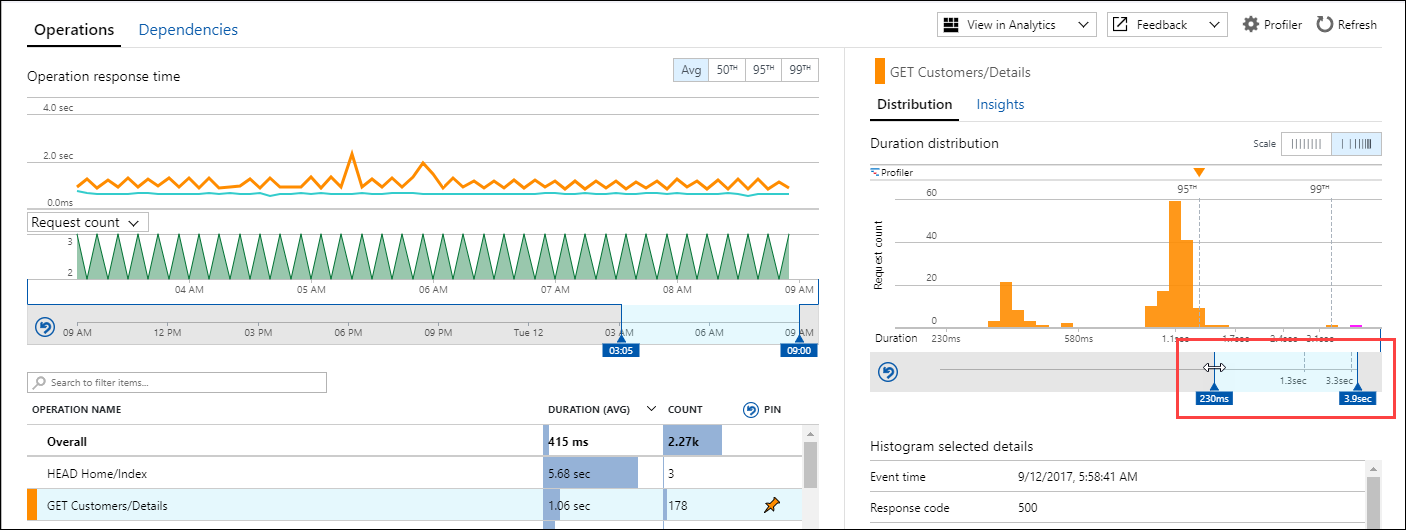 Operations Dependencies
View in Analytics Feedback Profiler Refresh
Operation response time
Avg 50TH 95TH 99TH
4.0 sec
2.0 sec
0.0ms
Request count
3
2
04 AM 05 AM 06 AM 07 AM 08 AM 09 AM
09 AM 12 PM 03 PM 06 PM 09 PM Tue 12 03 AM 06 AM 09 AM
03:05 09:00
Search to filter items...
OPERATION NAME DURATION (AVG) COUNT PIN
Overall 415 ms 2.27k
HEAD Home/Index 5.68 sec 3
GET Customers/Details 1.06 sec 178
GET Customers/Details
Distribution Insights
Duration distribution
Scale
Profiler
95TH 99TH
Request count
60
40
20
0
Duration 230ms 580ms 1.1sec 1.7sec 2.4sec 3.1sec
1.3sec 3.3sec
230ms 3.9sec
Histogram selected details
Event time 9/12/2017, 5:58:41 AM
Response code 500